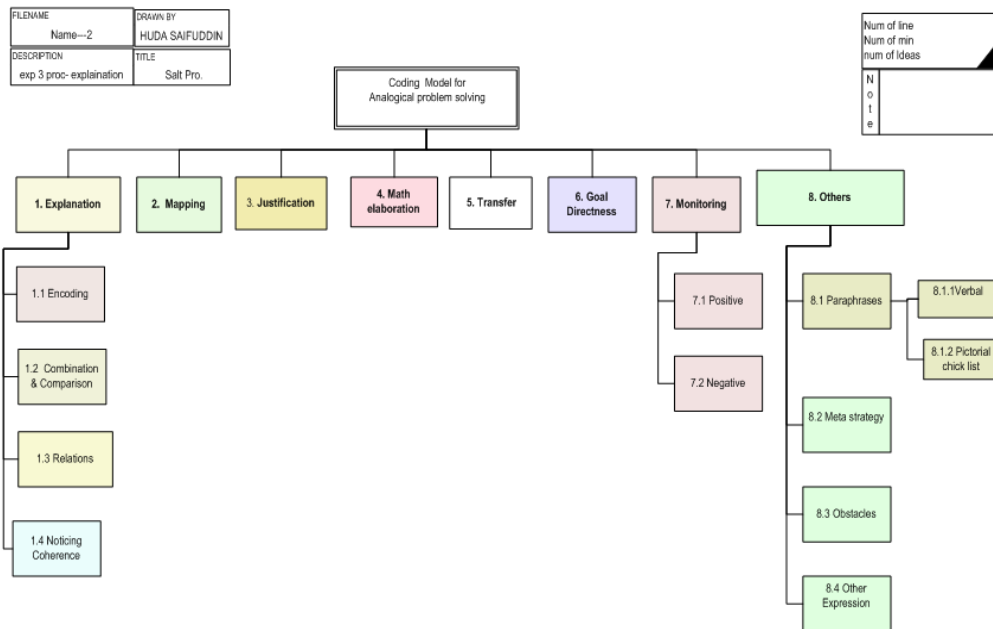 FILENAME
Name---2
DRAWN BY
HUDA SAIFUDDIN
DESCRIPTION
exp 3 proc- explaination
TITLE
Salt Pro.
Num of line
Num of min
num of Ideas
N
o
t
e
Coding Model for
Analogical problem solving
1. Explanation
2. Mapping
3. Justification
4. Math
elaboration
5. Transfer
6. Goal
Directness
7. Monitoring
8. Others
1.1 Encoding
1.2 Combination
& Comparison
1.3 Relations
1.4 Noticing
Coherence
7.1 Positive
7.2 Negative
8.1 Paraphrases
8.1.1Verbal
8.1.2 Pictorial
chick list
8.2 Meta strategy
8.3 Obstacles
8.4 Other
Expression